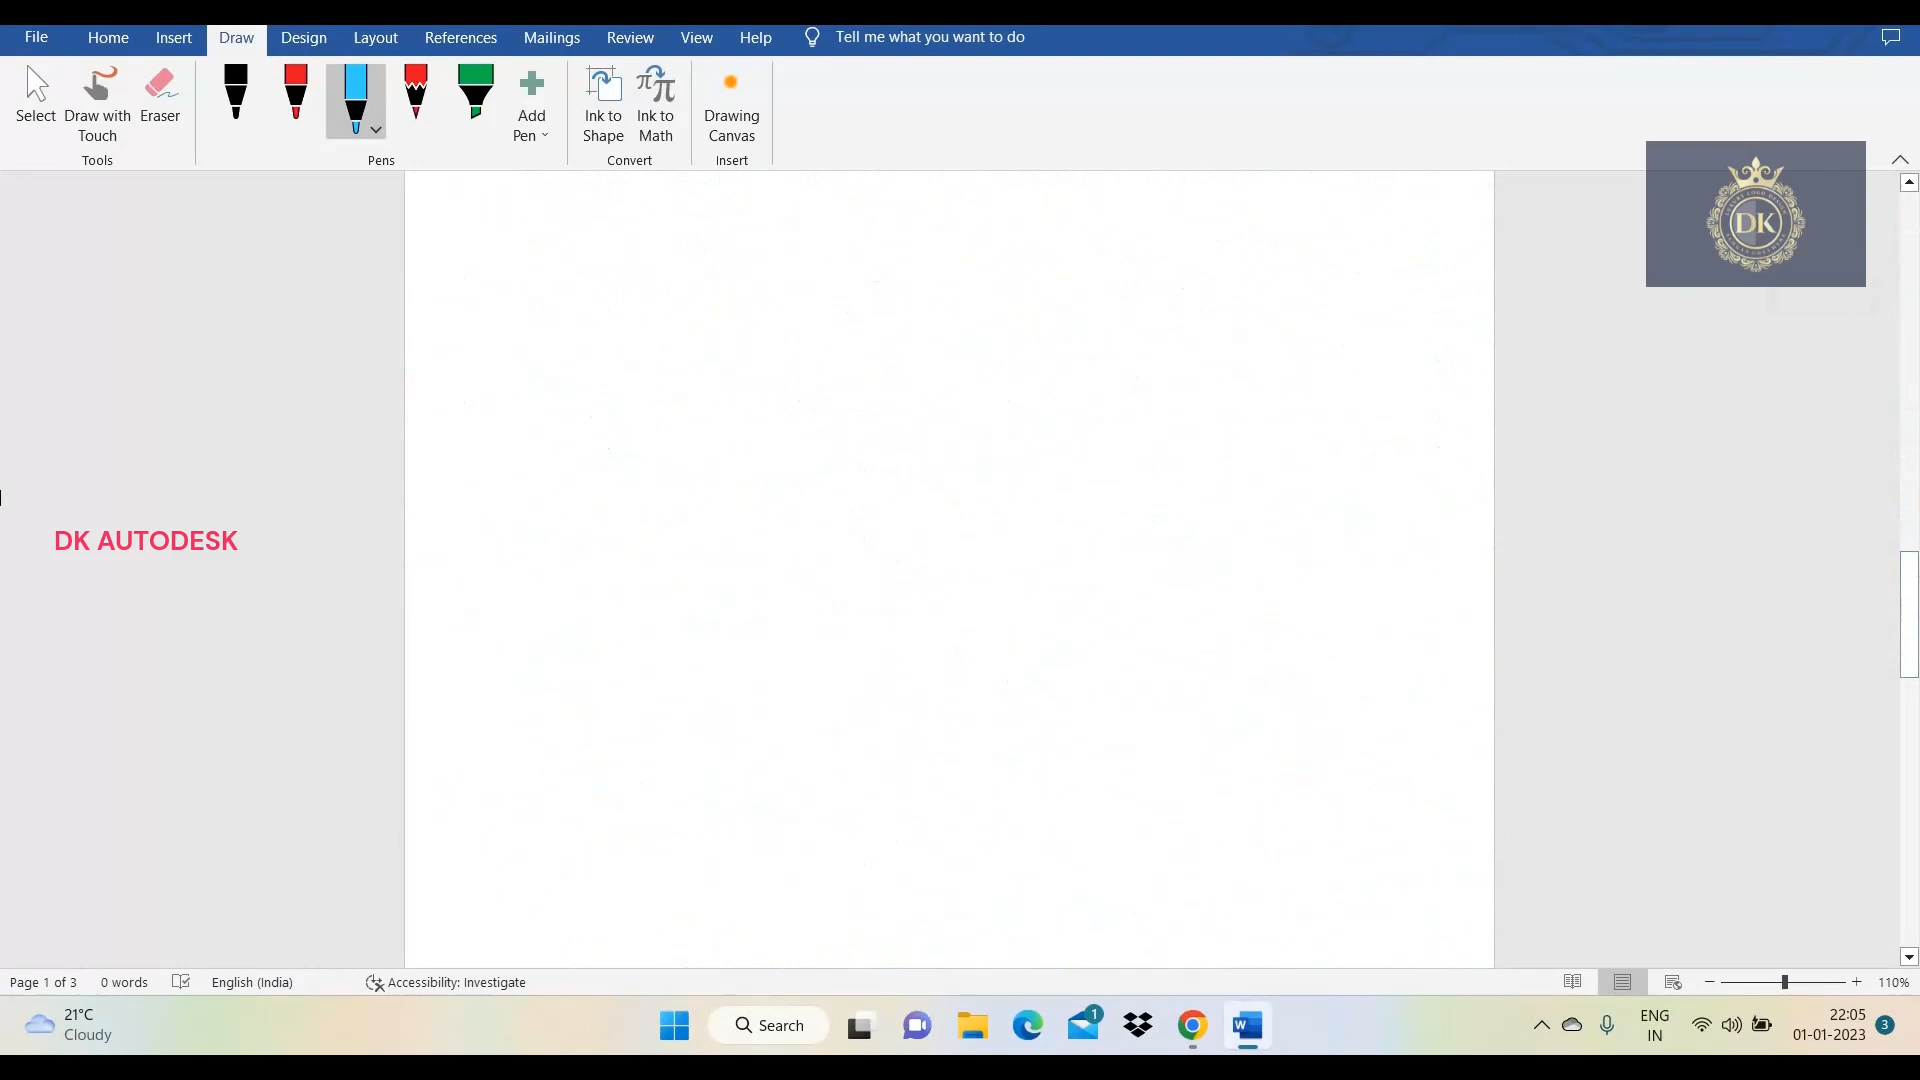 File Home Insert Draw Design Layout References Mailings Review View Help Tell me what you want to do
Select
Draw with
Touch
Eraser
Tools
Pens
Add
Pen
Ink to
Shape
Ink to
Math
Convert
Drawing
Canvas
Insert
DK
DK AUTODESK
Page 1 of 3 0 words English (India) Accessibility: Investigate 110%
21°C
Cloudy
Search
1
W
ENG
IN
22:05
01-01-2023
3